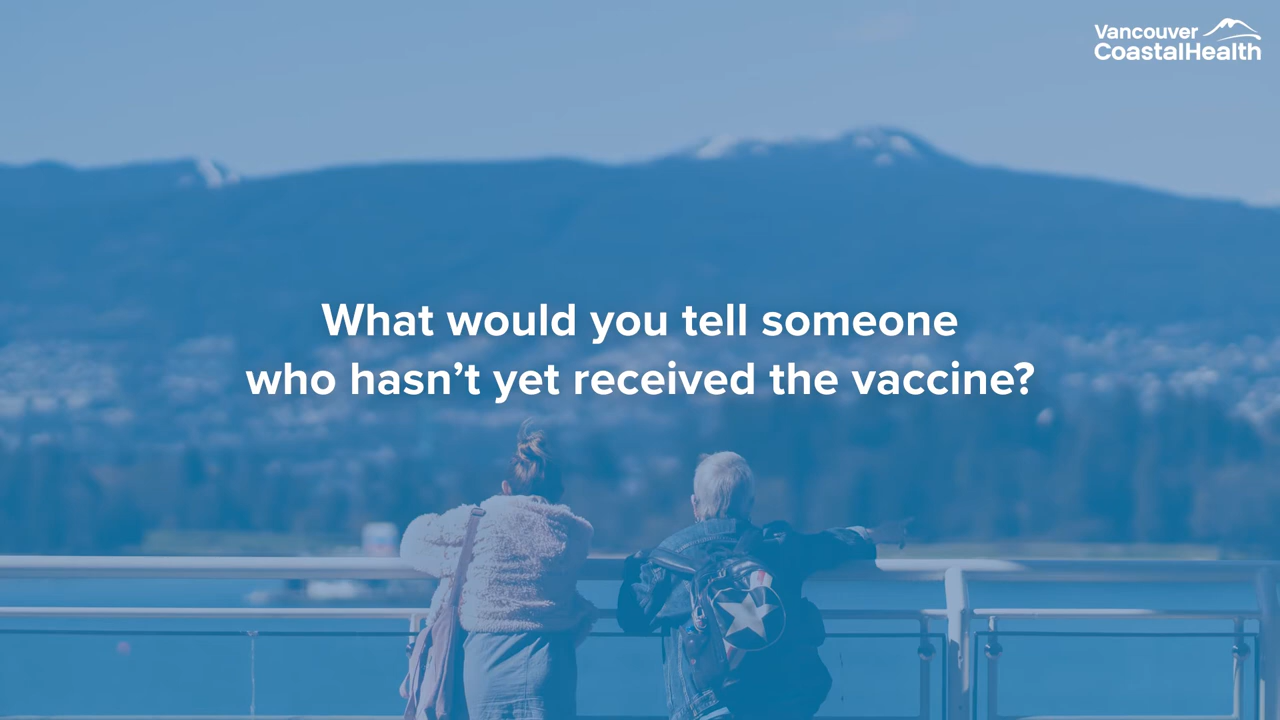 Vancouver
CoastalHealth
What would you tell someone
who hasn’t yet received the vaccine?